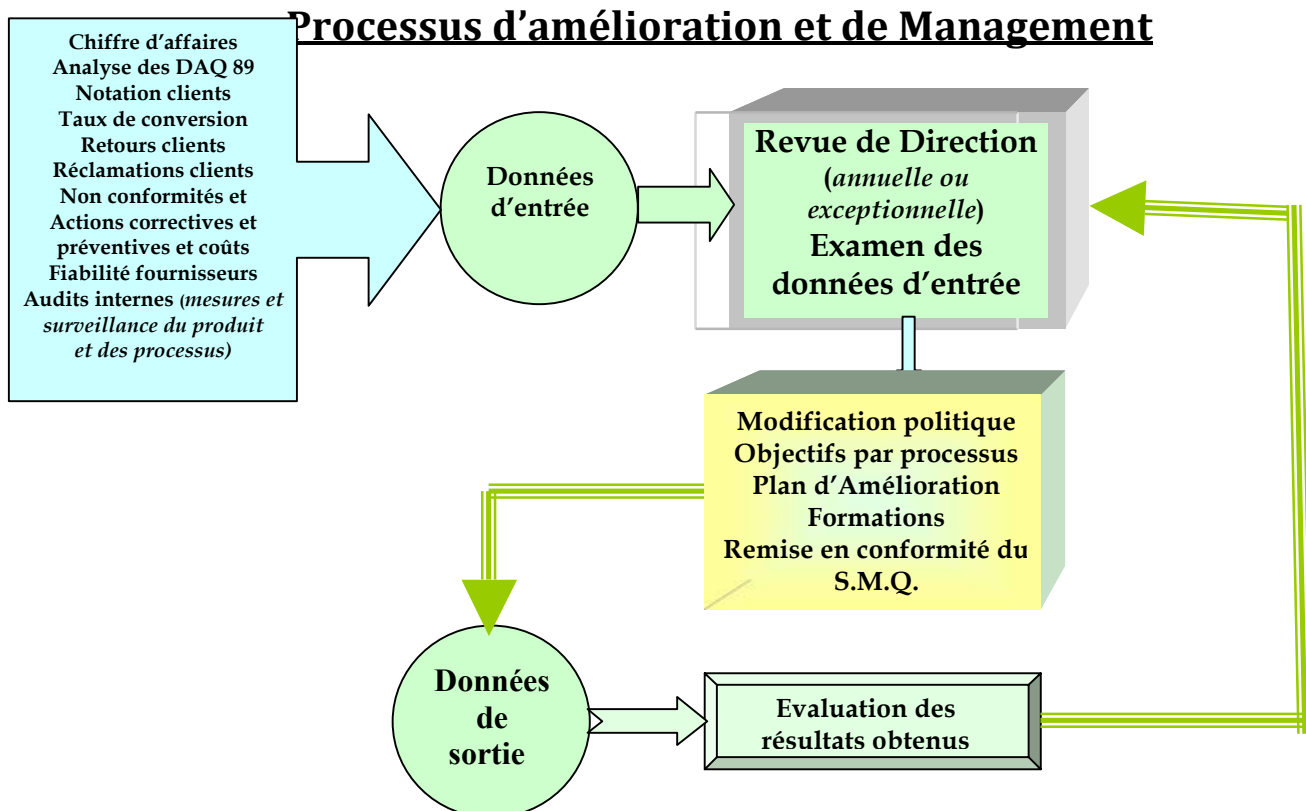 Processus d’amélioration et de Management
Chiffre d’affaires
Analyse des DAQ 89
Notation clients
Taux de conversion
Retours clients
Réclamations clients
Non conformités et
Actions correctives et
préventives et coûts
Fiabilité fournisseurs
Audits internes (mesures et
surveillance du produit
et des processus)
Données
d’entrée
Revue de Direction
(annuelle ou
exceptionnelle)
Examen des
données d’entrée
Modification politique
Objectifs par processus
Plan d’Amélioration
Formations
Remise en conformité du
S.M.Q.
Données
de
sortie
Evaluation des
résultats obtenus